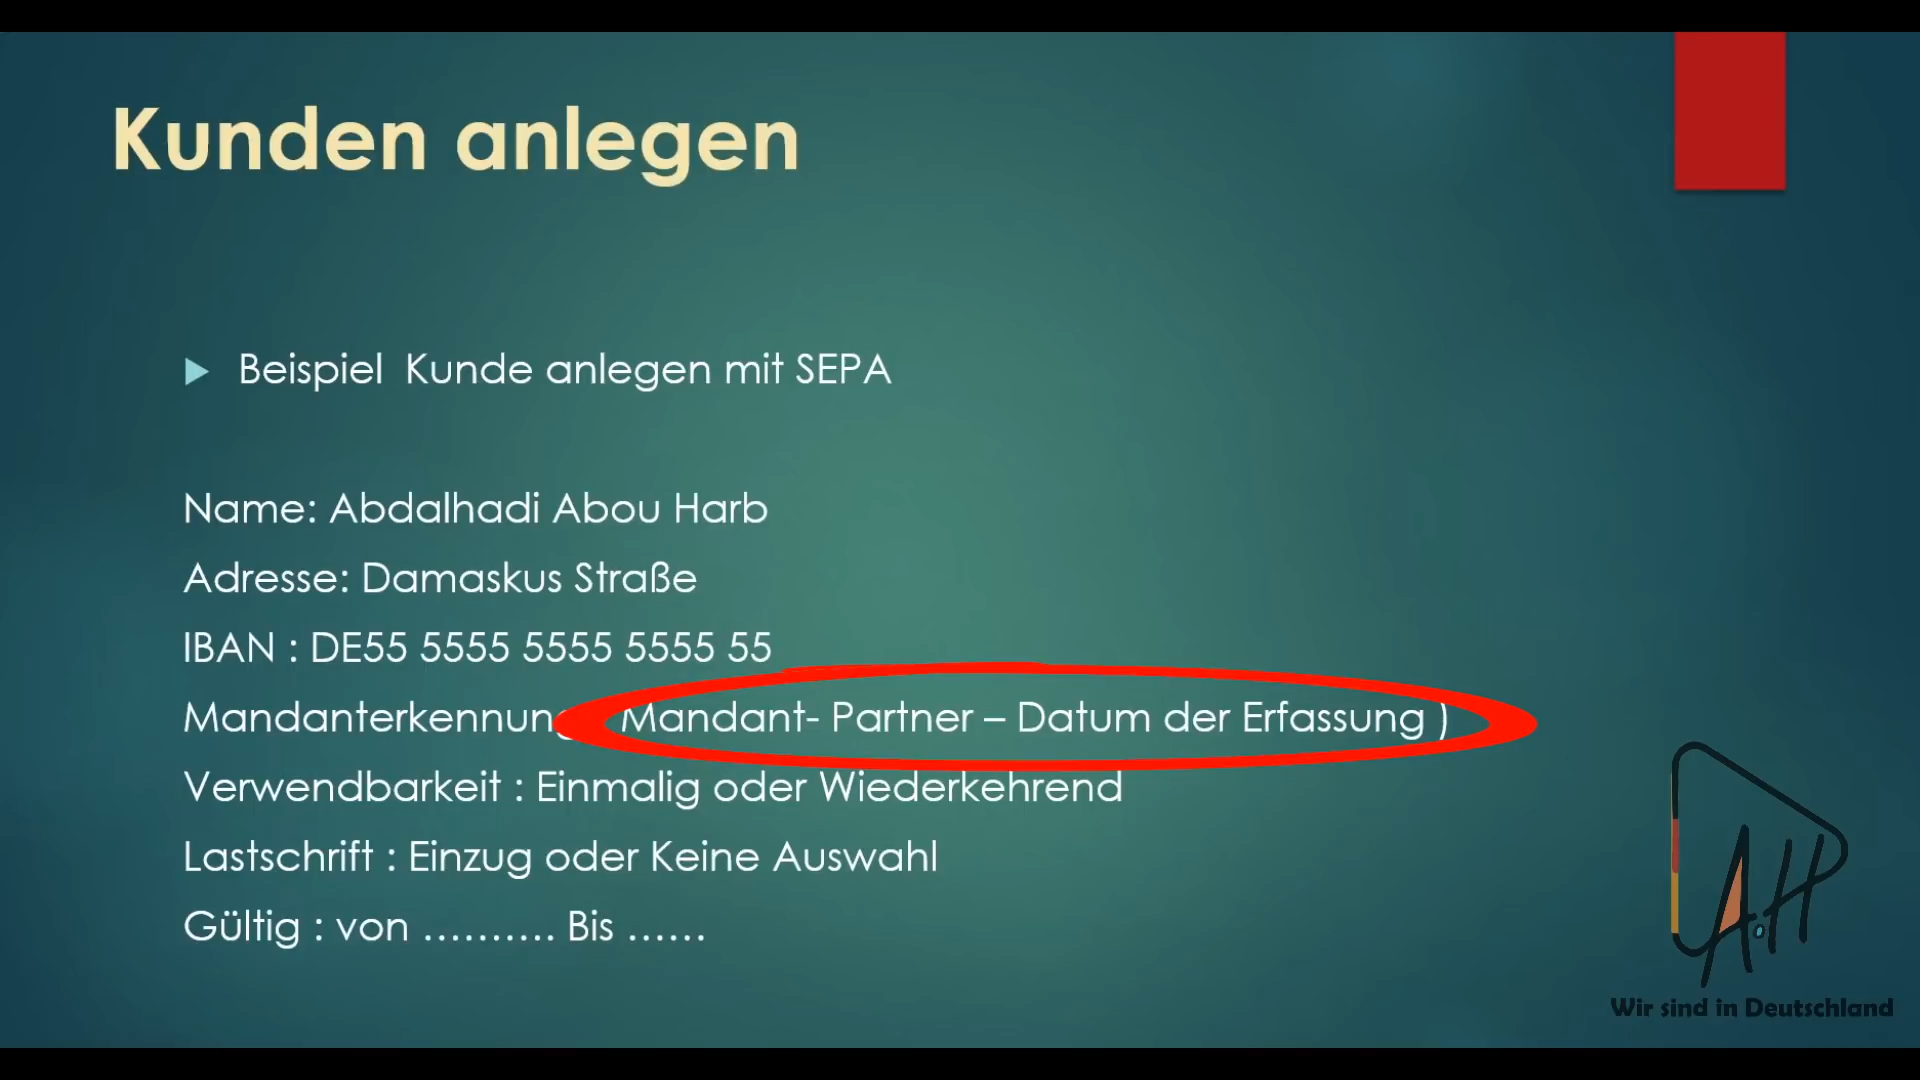 Kunden anlegen
Beispiel Kunde anlegen mit SEPA
Name: Abdalhadi Abou Harb
Adresse: Damaskus Straße
IBAN : DE55 5555 5555 5555 55
Mandanterkennung Mandant- Partner – Datum der Erfassung )
Verwendbarkeit : Einmalig oder Wiederkehrend
Lastschrift : Einzug oder Keine Auswahl
Gültig : von .......... Bis ......
A.H
Wir sind in Deutschland